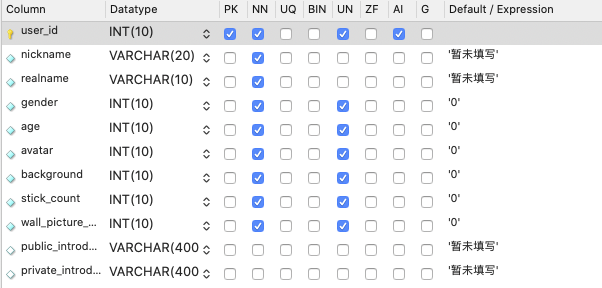 Column Datatype PK NN UQ BIN UN ZF AI G Default / Expression
user_id INT(10)
nickname VARCHAR(20) '暂未填写'
realname VARCHAR(10) '暂未填写'
gender INT(10) '0'
age INT(10) '0'
avatar INT(10) '0'
background INT(10) '0'
stick_count INT(10) '0'
wall_picture_... INT(10) '0'
public_introd... VARCHAR(400 '暂未填写'
private_introd... VARCHAR(400 '暂未填写'